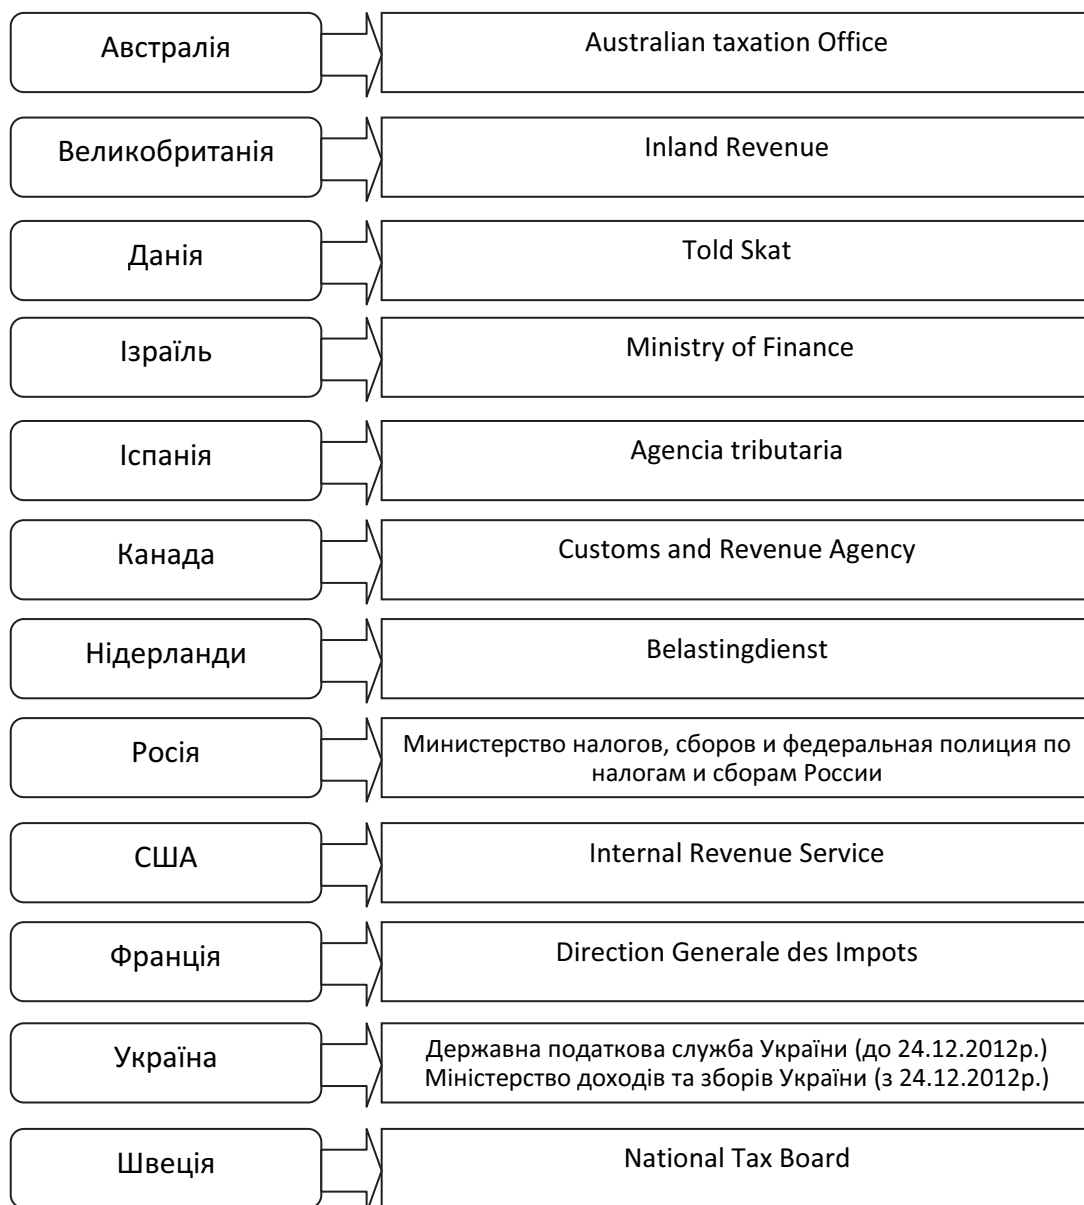 Австралія
Australian taxation Office
Великобританія
Inland Revenue
Данія
Told Skat
Ізраїль
Ministry of Finance
Іспанія
Agencia tributaria
Канада
Customs and Revenue Agency
Нідерланди
Belastingdienst
Росія
Министерство налогов, сборов и федеральная полиция по
налогам и сборам России
США
Internal Revenue Service
Франція
Direction Generale des Impots
Україна
Державна податкова служба України (до 24.12.2012р.)
Міністерство доходів та зборів України (з 24.12.2012р.)
Швеція
National Tax Board